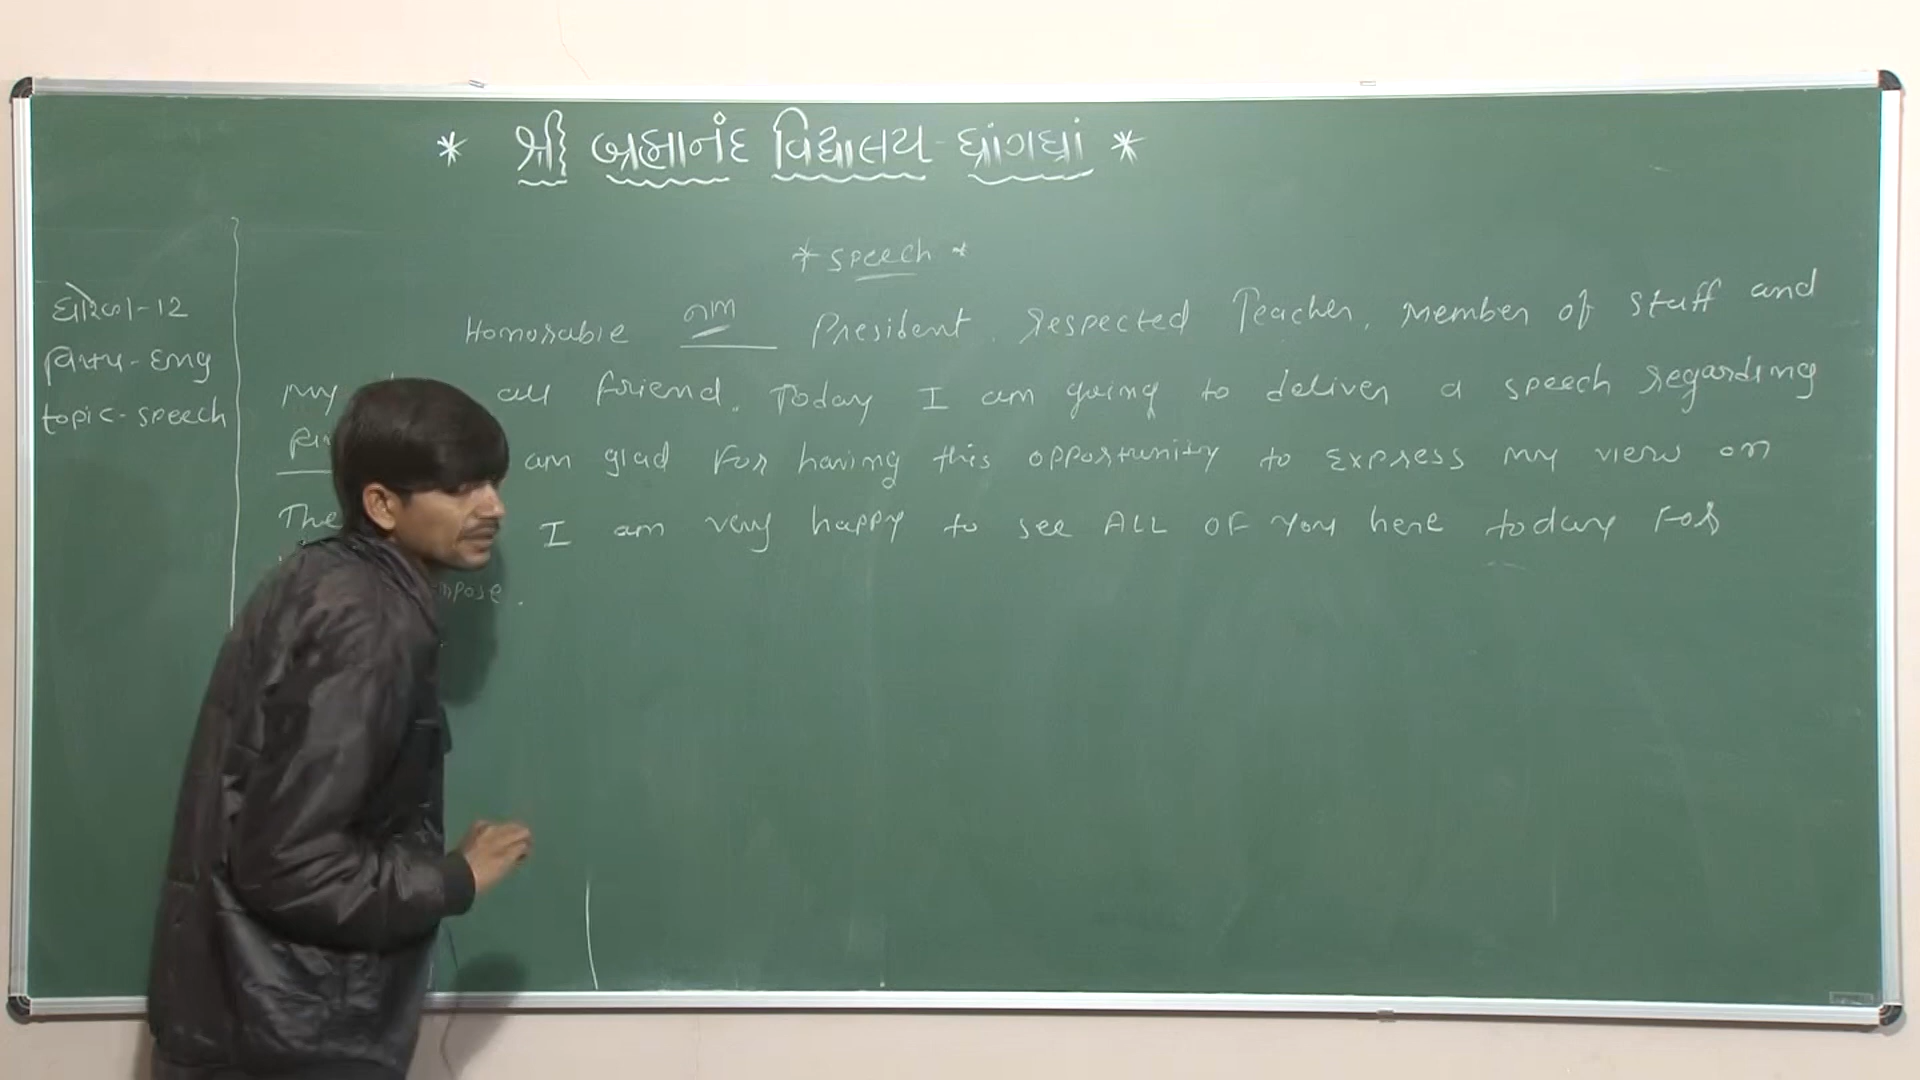 * શ્રી બ્રહ્માનંદ વિદ્યાલય - ધ્રાંગધ્રા *
* speech *
ધોરણ-12
વિષય-Eng
topic-speech
Honorable નામ President. respected Teacher, Member of staff and
my all friend. Today I am going to deliver a speech regarding
am glad For having this opportunity to Express my view on
The I am very happy to see ALL OF You here today For